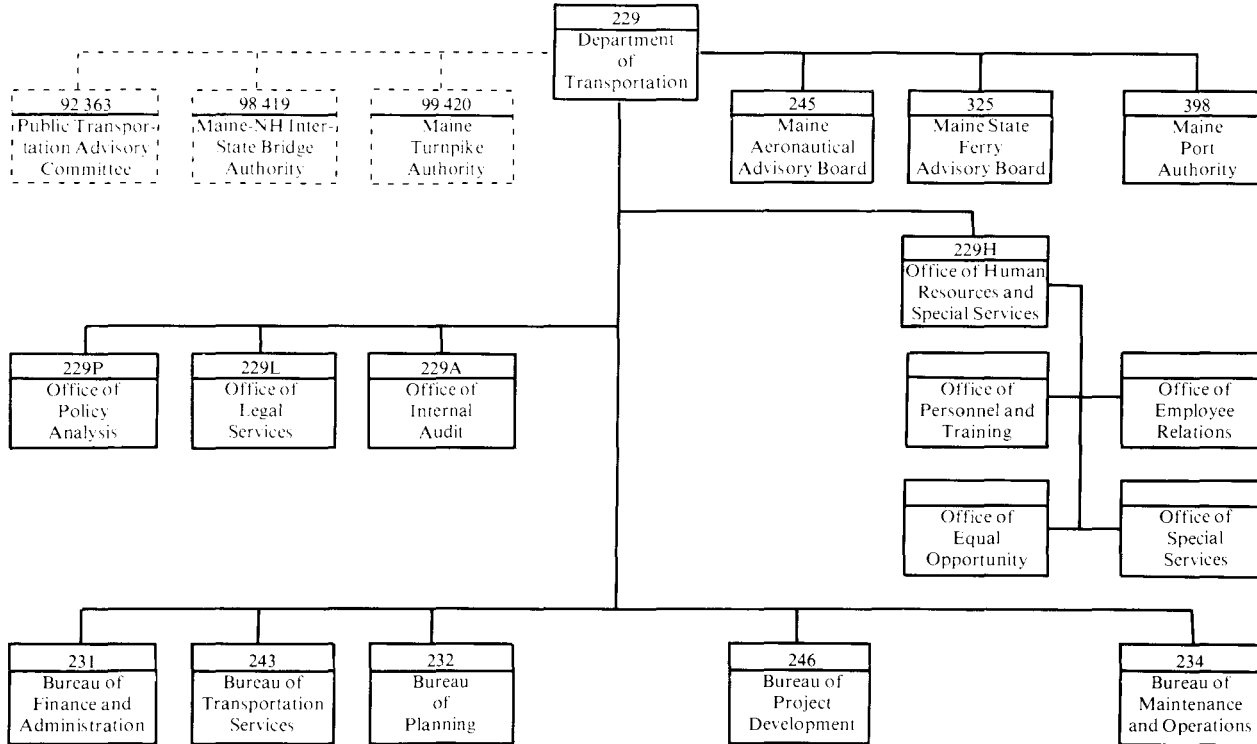 229
Department
of
Transportation
92 363
Public Transpor-
tation Advisory
Committee
98 419
Maine-NH Inter-
State Bridge
Authority
99 420
Maine
Turnpike
Authority
245
Maine
Aeronautical
Advisory Board
325
Maine State
Ferry
Advisory Board
398
Maine
Port
Authority
229H
Office of Human
Resources and
Special Services
229P
Office of
Policy
Analysis
229L
Office of
Legal
Services
229A
Office of
Internal
Audit
Office of
Personnel and
Training
Office of
Employee
Relations
Office of
Equal
Opportunity
Office of
Special
Services
231
Bureau of
Finance and
Administration
243
Bureau of
Transportation
Services
232
Bureau
of
Planning
246
Bureau of
Project
Development
234
Bureau of
Maintenance
and Operations